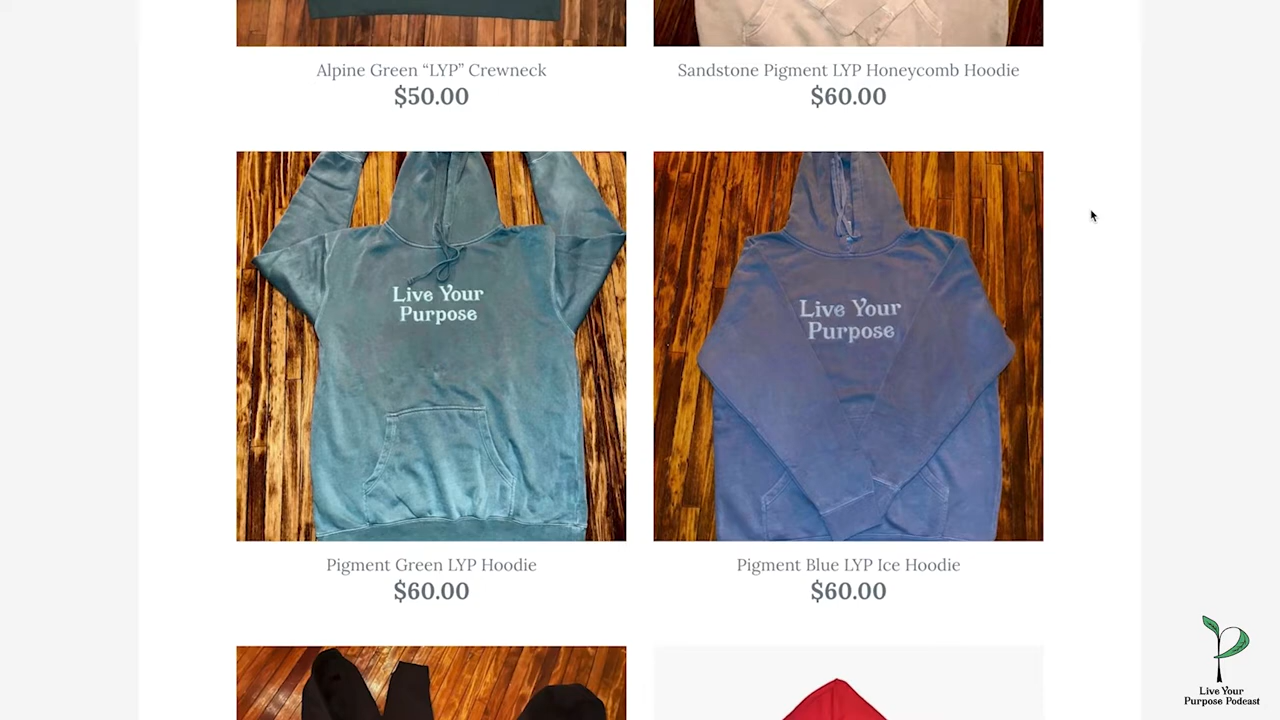 Alpine Green “LYP” Crewneck
$50.00
Sandstone Pigment LYP Honeycomb Hoodie
$60.00
Live Your
Purpose
Live Your
Purpose
Pigment Green LYP Hoodie
$60.00
Pigment Blue LYP Ice Hoodie
$60.00
Live Your
Purpose Podcast